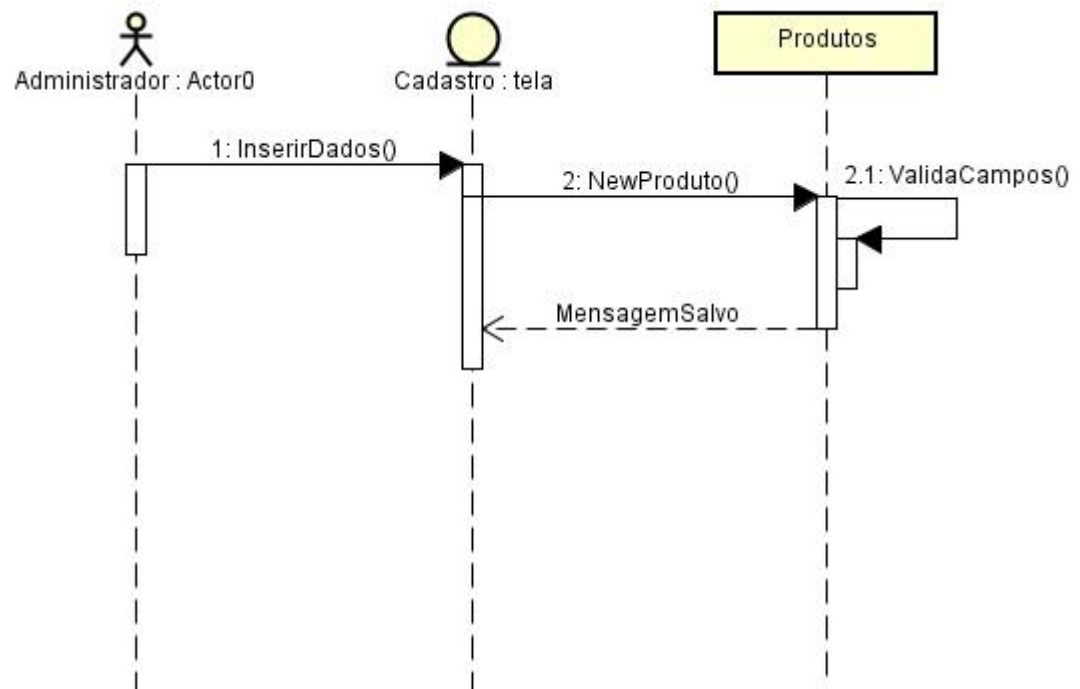 Produtos
Administrador : Actor0
Cadastro : tela
1: InserirDados()
2: NewProduto()
2.1: ValidaCampos()
MensagemSalvo